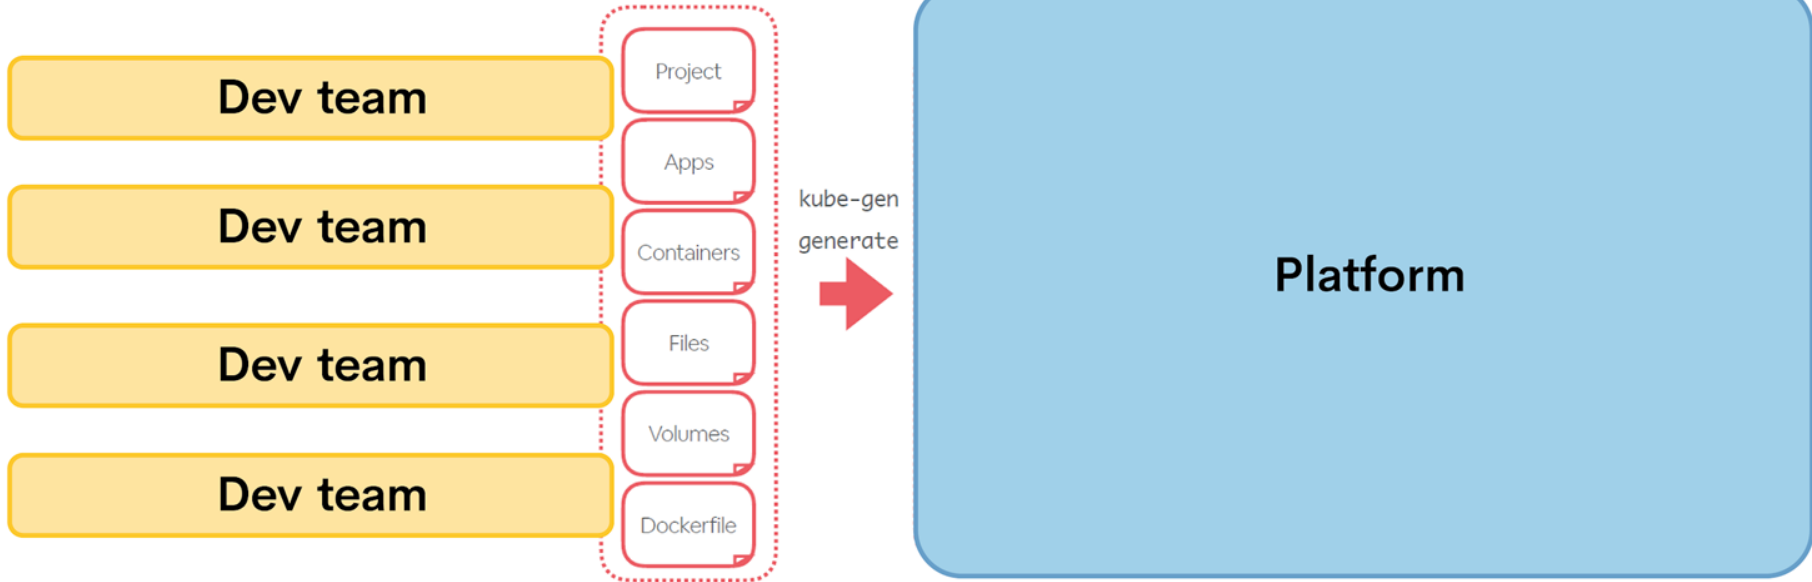 Dev team
Dev team
Dev team
Dev team
Project
Apps
Containers
Files
Volumes
Dockerfile
kube-gen
generate
Platform